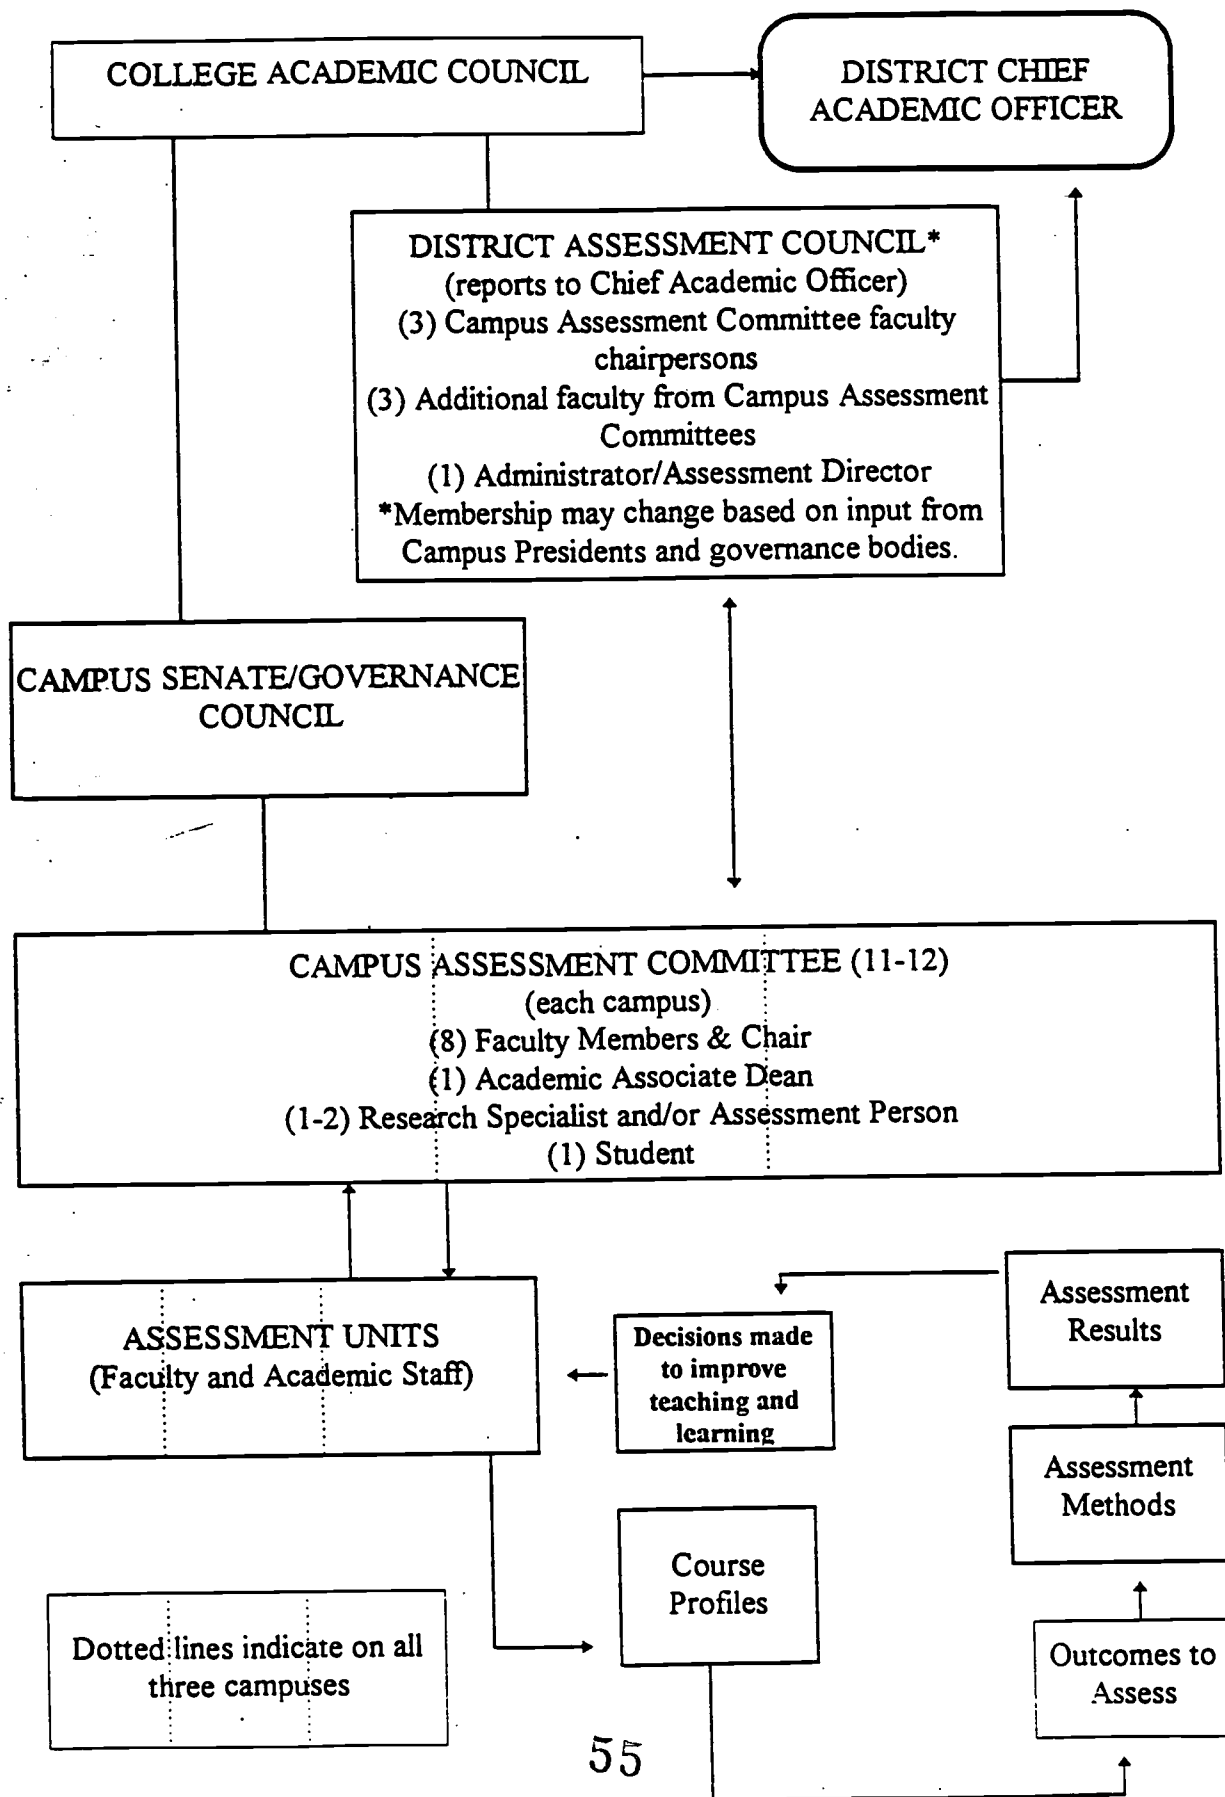 COLLEGE ACADEMIC COUNCIL
DISTRICT CHIEF
ACADEMIC OFFICER
DISTRICT ASSESSMENT COUNCIL*
(reports to Chief Academic Officer)
(3) Campus Assessment Committee faculty
chairpersons
(3) Additional faculty from Campus Assessment
Committees
(1) Administrator/Assessment Director
*Membership may change based on input from
Campus Presidents and governance bodies.
CAMPUS SENATE/GOVERNANCE
COUNCIL
CAMPUS ASSESSMENT COMMITTEE (11-12)
(each campus)
(8) Faculty Members & Chair
(1) Academic Associate Dean
(1-2) Research Specialist and/or Assessment Person
(1) Student
ASSESSMENT UNITS
(Faculty and Academic Staff)
Decisions made
to improve
teaching and
learning
Assessment
Results
Assessment
Methods
Course
Profiles
Outcomes to
Assess
Dotted lines indicate on all
three campuses
55